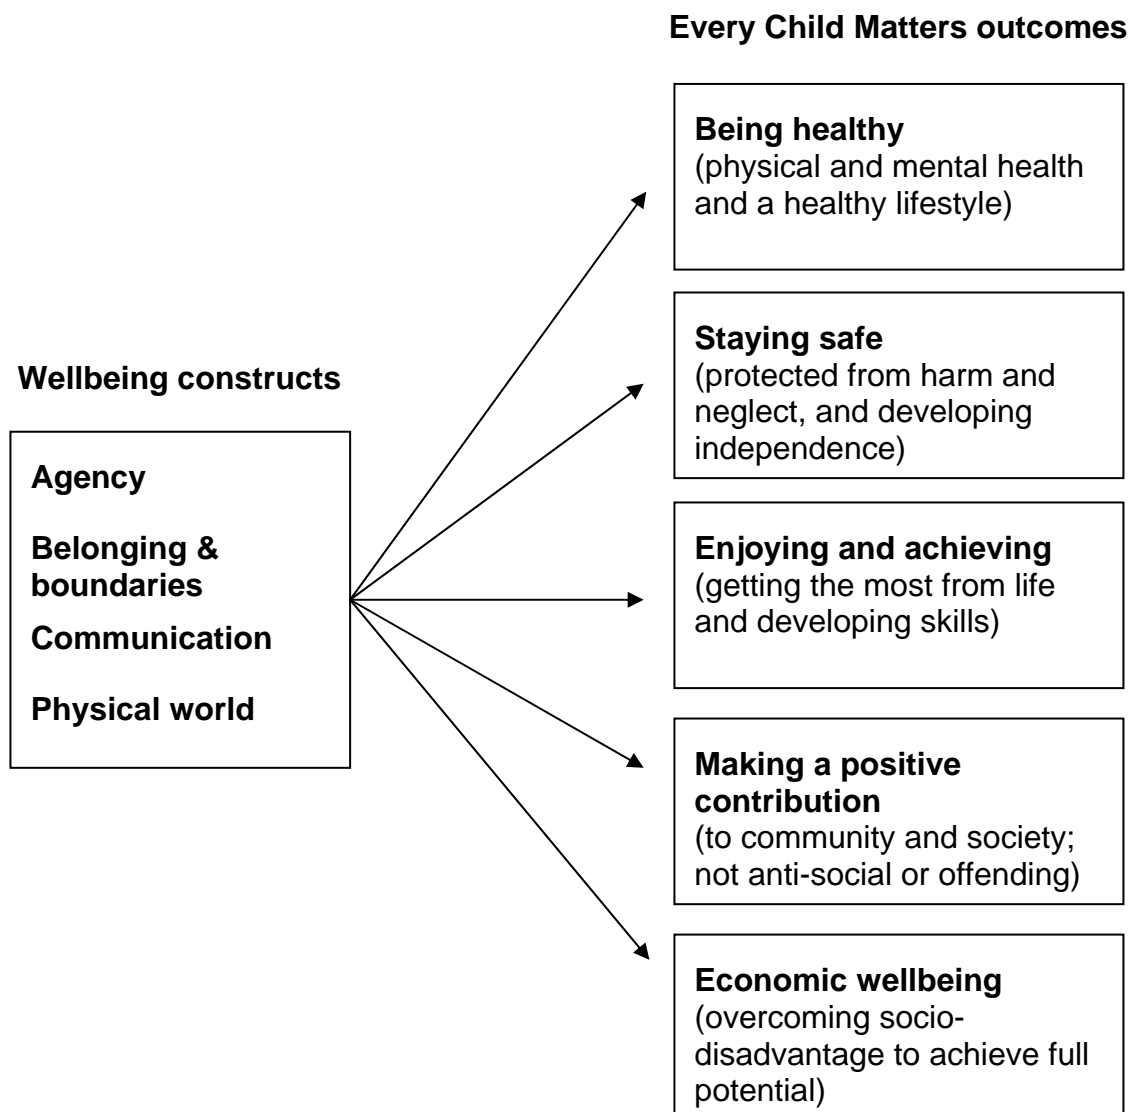 Every Child Matters outcomes
Being healthy
(physical and mental health
and a healthy lifestyle)
Staying safe
(protected from harm and
neglect, and developing
independence)
Wellbeing constructs
Agency
Belonging &
boundaries
Communication
Physical world
Enjoying and achieving
(getting the most from life
and developing skills)
Making a positive
contribution
(to community and society;
not anti-social or offending)
Economic wellbeing
(overcoming socio-
disadvantage to achieve full
potential)